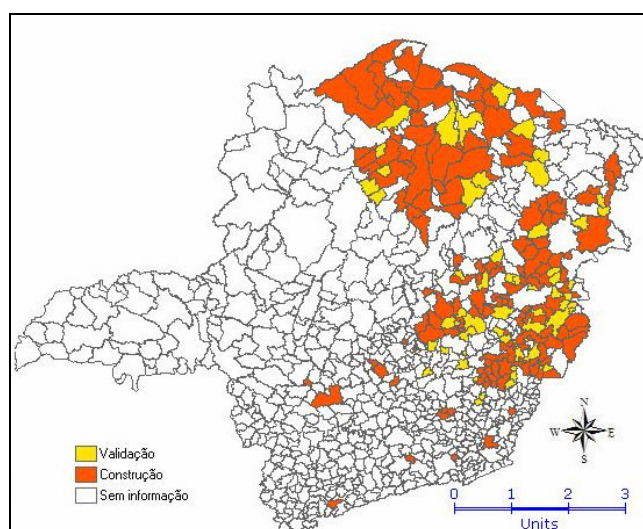 N
W E
S
Validação
Construção
Sem informação
0 1 2 3
Units